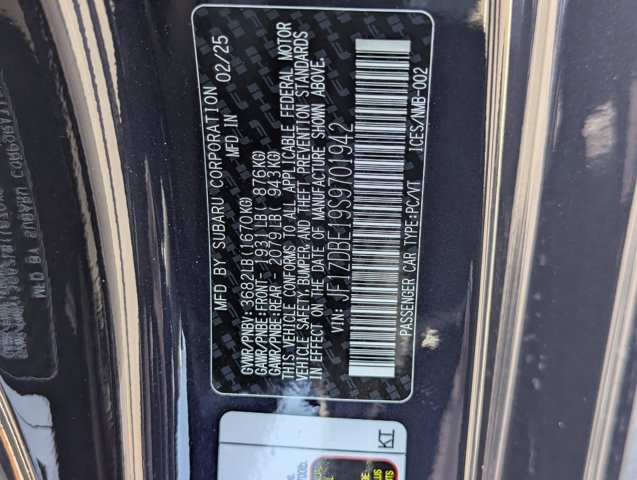 MFD BY SUBARU CORPORATION 02/25
MFD IN
GVWR/PNBV: 3682LB(1670KG)
GAWR/PNBE:FRONT 1931LB( 876KG)
GAWR/PNBE:REAR 2079LB( 943KG)
THIS VEHICLE CONFORMS TO ALL APPLICABLE FEDERAL MOTOR
VEHICLE SAFETY,BUMPER,AND THEFT PREVENTION STANDARDS
IN EFFECT ON THE DATE OF MANUFACTURE SHOWN ABOVE.
VIN: JF1ZDBE19S9701942
PASSENGER CAR TYPE:PC/VT ICES/NMB-002
KI